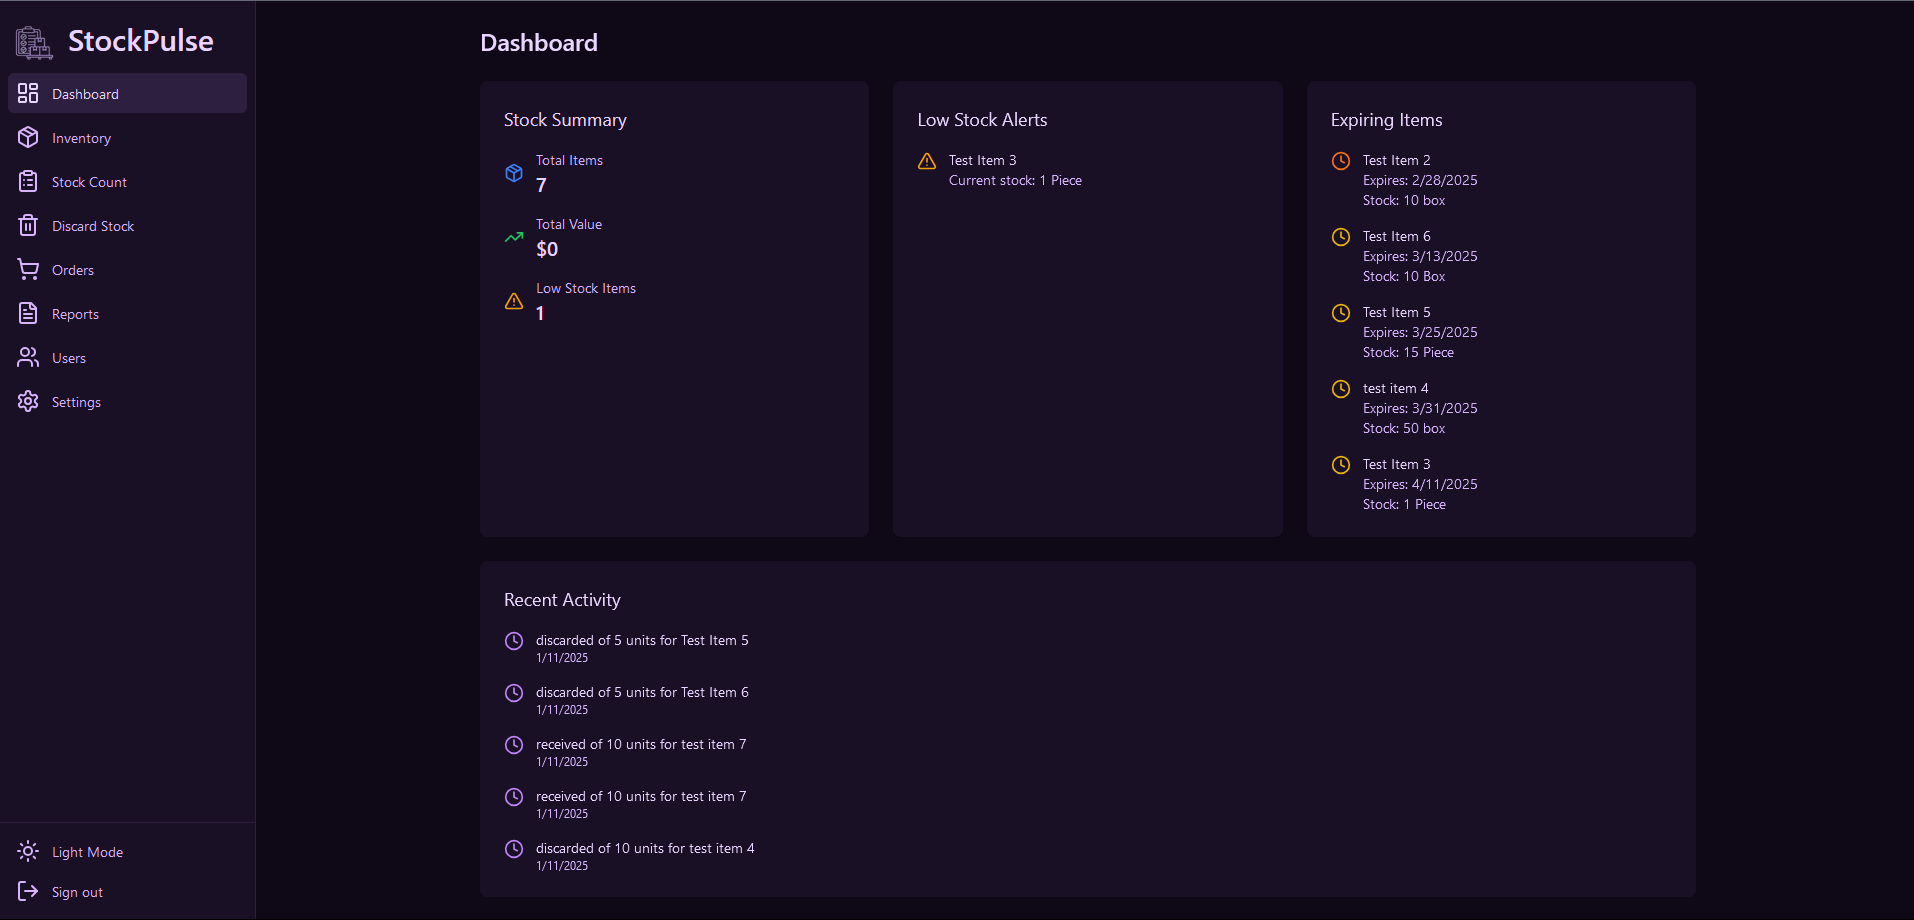 StockPulse
Dashboard
Inventory
Stock Count
Discard Stock
Orders
Reports
Users
Settings
Light Mode
Sign out
Dashboard
Stock Summary
Total Items
7
Total Value
$0
Low Stock Items
1
Low Stock Alerts
Test Item 3
Current stock: 1 Piece
Expiring Items
Test Item 2
Expires: 2/28/2025
Stock: 10 box
Test Item 6
Expires: 3/13/2025
Stock: 10 Box
Test Item 5
Expires: 3/25/2025
Stock: 15 Piece
test item 4
Expires: 3/31/2025
Stock: 50 box
Test Item 3
Expires: 4/11/2025
Stock: 1 Piece
Recent Activity
discarded of 5 units for Test Item 5
1/11/2025
discarded of 5 units for Test Item 6
1/11/2025
received of 10 units for test item 7
1/11/2025
received of 10 units for test item 7
1/11/2025
discarded of 10 units for test item 4
1/11/2025